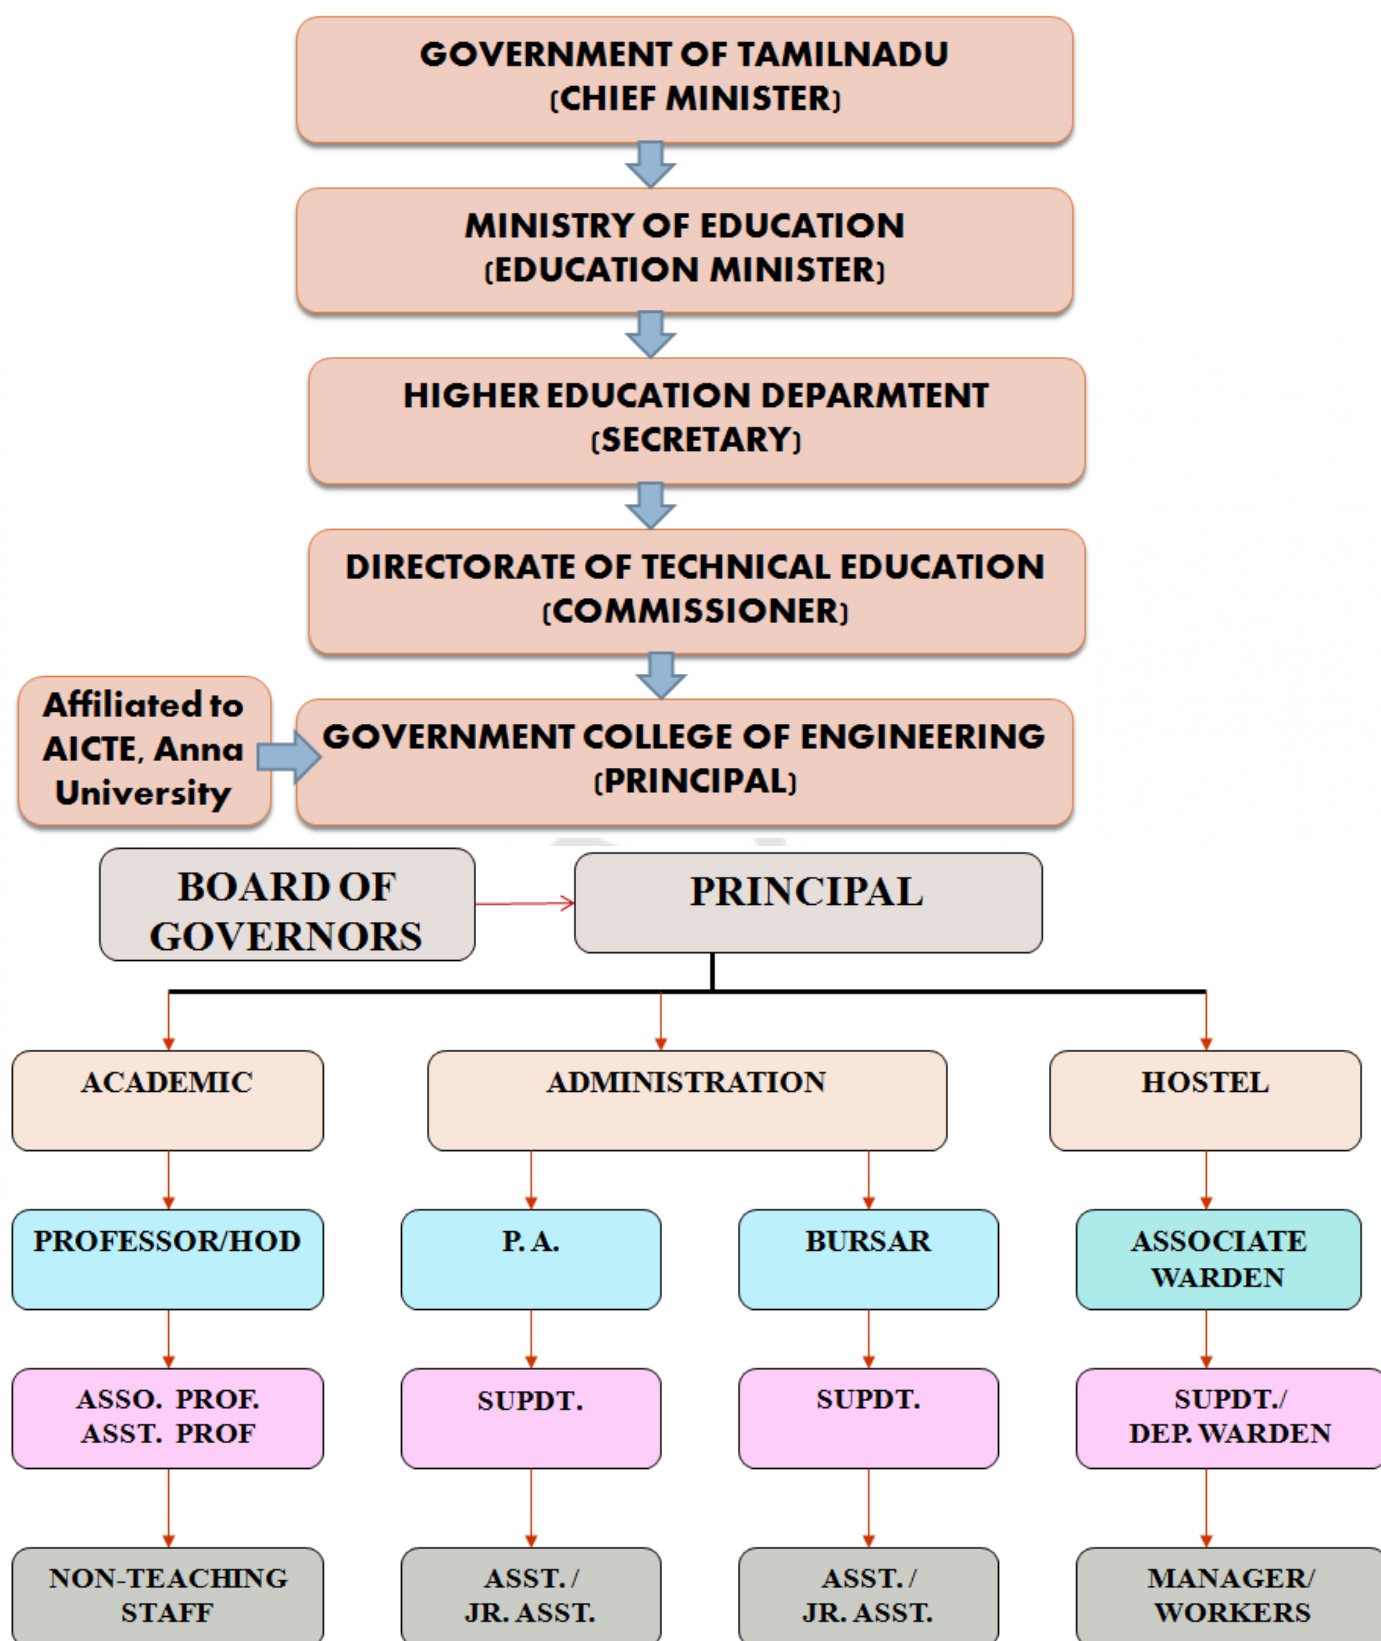 GOVERNMENT OF TAMILNADU
(CHIEF MINISTER)
MINISTRY OF EDUCATION
(EDUCATION MINISTER)
HIGHER EDUCATION DEPARMTENT
(SECRETARY)
DIRECTORATE OF TECHNICAL EDUCATION
(COMMISSIONER)
Affiliated to
AICTE, Anna
University
GOVERNMENT COLLEGE OF ENGINEERING
(PRINCIPAL)
BOARD OF
GOVERNORS
PRINCIPAL
ACADEMIC
ADMINISTRATION
HOSTEL
PROFESSOR/HOD
P. A.
BURSAR
ASSOCIATE
WARDEN
ASSO. PROF.
ASST. PROF
SUPDT.
SUPDT.
SUPDT./
DEP. WARDEN
NON-TEACHING
STAFF
ASST. /
JR. ASST.
ASST. /
JR. ASST.
MANAGER/
WORKERS